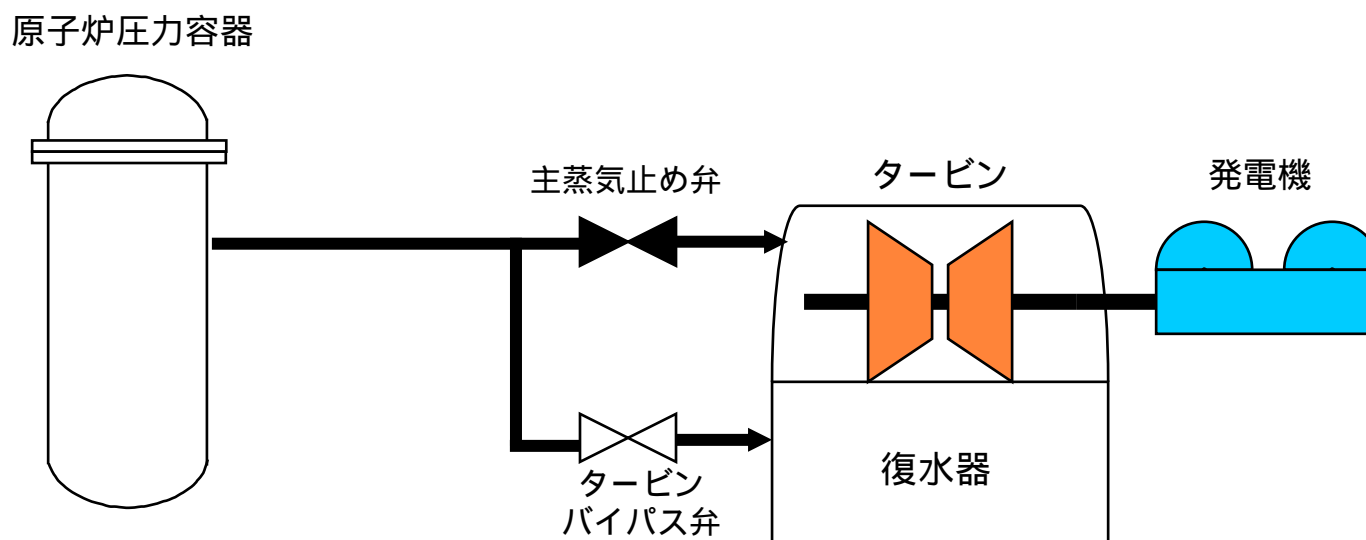 原子炉圧力容器
主蒸気止め弁
タービン
発電機
復水器
タービン
バイパス弁